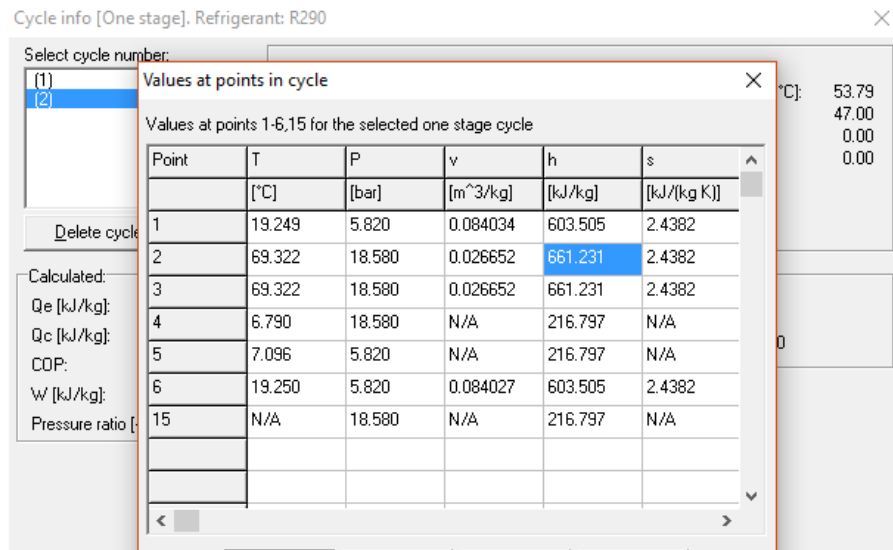 Cycle info [One stage]. Refrigerant: R290
Select cycle number:
(1)
(2)
Delete cycle
Calculated:
Qe [kJ/kg]:
Qc [kJ/kg]:
COP:
W [kJ/kg]:
Pressure ratio [-
°C]: 53.79
47.00
0.00
0.00
0
Values at points in cycle
Values at points 1-6,15 for the selected one stage cycle
Point T P v h s
[°C] [bar] [m^3/kg] [kJ/kg] [kJ/(kg K)]
1 19.249 5.820 0.084034 603.505 2.4382
2 69.322 18.580 0.026652 661.231 2.4382
3 69.322 18.580 0.026652 661.231 2.4382
4 6.790 18.580 N/A 216.797 N/A
5 7.096 5.820 N/A 216.797 N/A
6 19.250 5.820 0.084027 603.505 2.4382
15 N/A 18.580 N/A 216.797 N/A